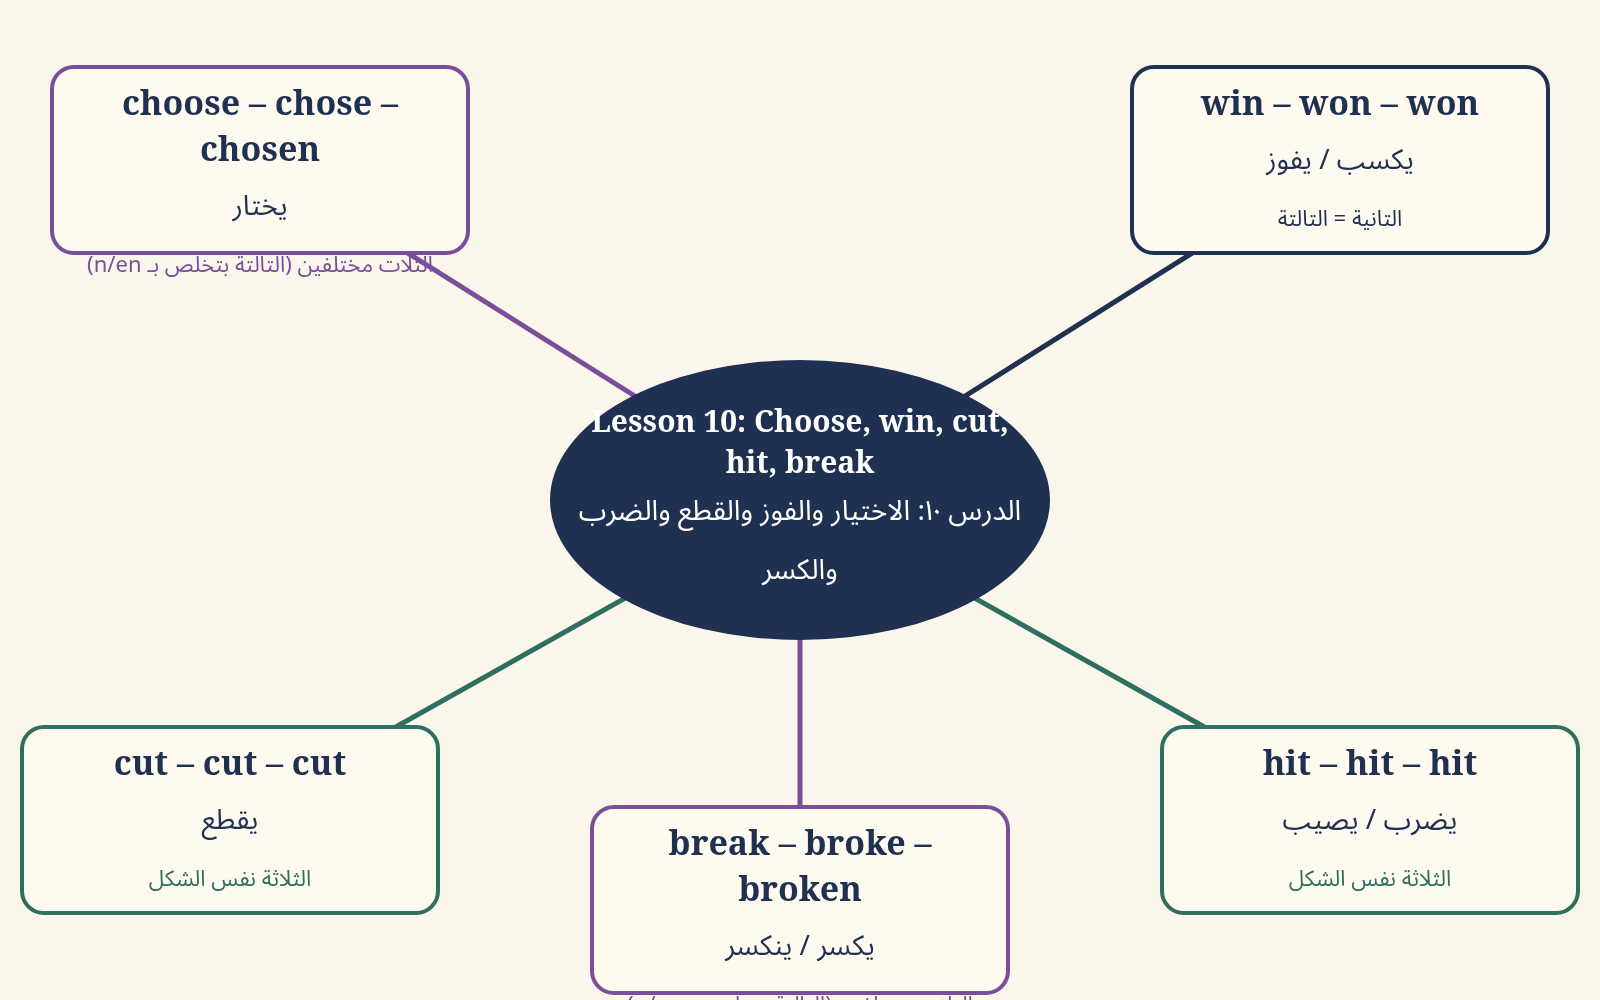 choose – chose –
chosen
يختار
الثلاث مختلفين (التالتة بتخلص بـ n/en)
win – won – won
يكسب / يفوز
التانية = التالتة
Lesson 10: Choose, win, cut,
hit, break
الدرس ١٠: الاختيار والفوز والقطع والضرب
والكسر
cut – cut – cut
يقطع
الثلاثة نفس الشكل
hit – hit – hit
يضرب / يصيب
الثلاثة نفس الشكل
break – broke –
broken
يكسر / ينكسر